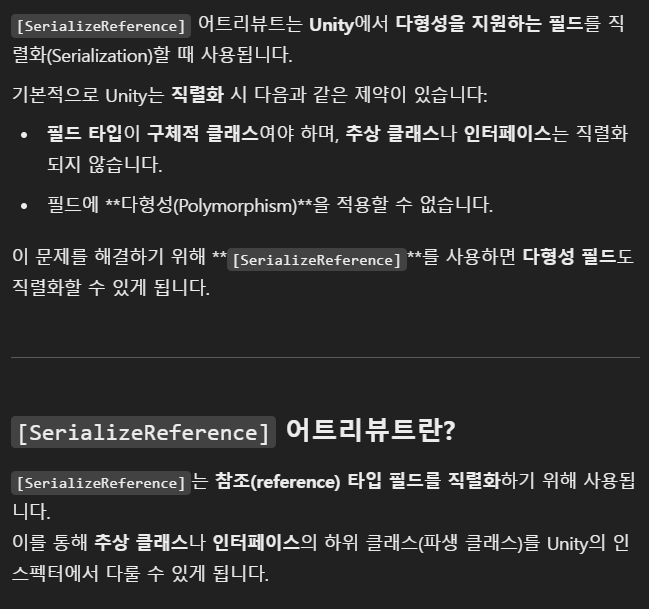 [SerializeReference] 어트리뷰트는 Unity에서 다형성을 지원하는 필드를 직
렬화(Serialization)할 때 사용됩니다.
기본적으로 Unity는 직렬화 시 다음과 같은 제약이 있습니다:
• 필드 타입이 구체적 클래스여야 하며, 추상 클래스나 인터페이스는 직렬화
되지 않습니다.
• 필드에 **다형성(Polymorphism)**을 적용할 수 없습니다.
이 문제를 해결하기 위해 **[SerializeReference]**를 사용하면 다형성 필드도
직렬화할 수 있게 됩니다.
[SerializeReference] 어트리뷰트란?
[SerializeReference]는 참조(reference) 타입 필드를 직렬화하기 위해 사용됩
니다.
이를 통해 추상 클래스나 인터페이스의 하위 클래스(파생 클래스)를 Unity의 인
스펙터에서 다룰 수 있게 됩니다.